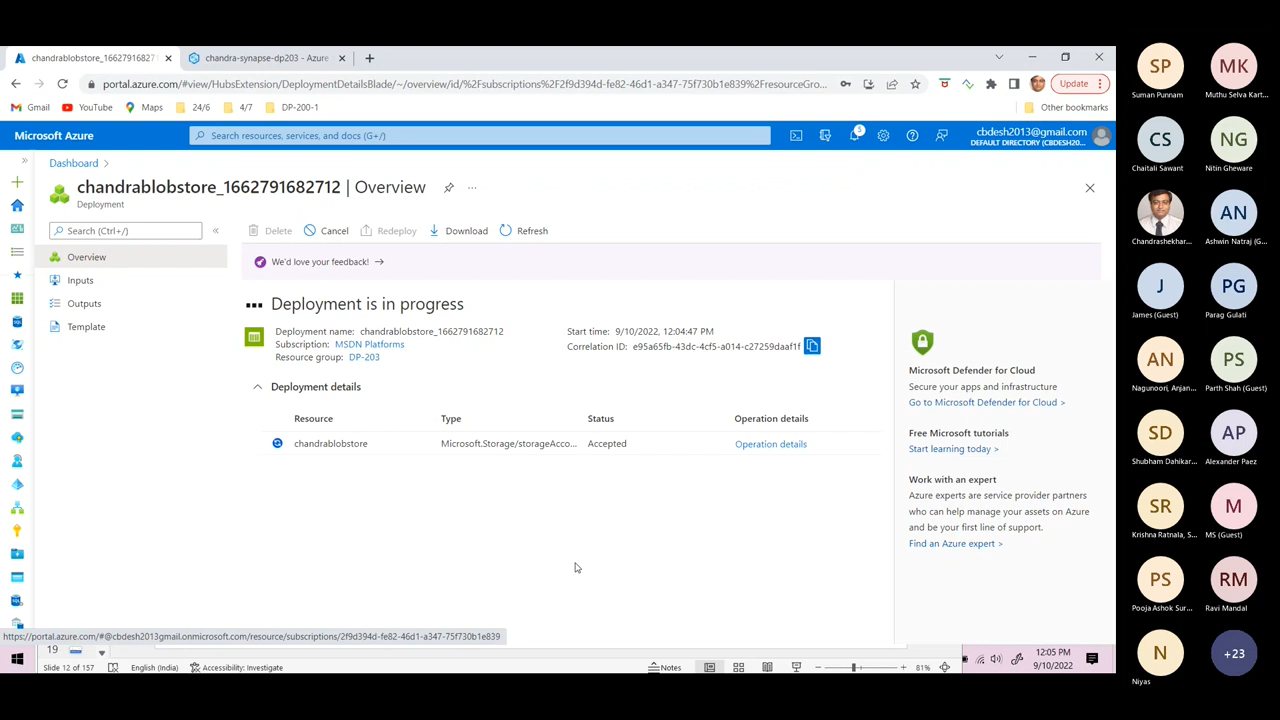 chandrablobstore_166279168271
chandra-synapse-dp203 - Azure
portal.azure.com/#view/HubsExtension/DeploymentDetailsBlade/~/overview/id/%2Fsubscriptions%2F2f9d394d-fe82-46d1-a347-75f730b1e839%2FresourceGro...
Update
Gmail
YouTube
Maps
24/6
4/7
DP-200-1
Other bookmarks
Microsoft Azure
Search resources, services, and docs (G+/)
5
cbdesh2013@gmail.com
DEFAULT DIRECTORY (CBDESH20...
Dashboard >
chandrablobstore_1662791682712 | Overview
Deployment
Search (Ctrl+/)
Overview
Inputs
Outputs
Template
Delete
Cancel
Redeploy
Download
Refresh
We'd love your feedback! →
Deployment is in progress
Deployment name: chandrablobstore_1662791682712
Subscription: MSDN Platforms
Resource group: DP-203
Start time: 9/10/2022, 12:04:47 PM
Correlation ID: e95a65fb-43dc-4cf5-a014-c27259daaf1f
Deployment details
Resource
Type
Status
Operation details
chandrablobstore
Microsoft.Storage/storageAcco...
Accepted
Operation details
Microsoft Defender for Cloud
Secure your apps and infrastructure
Go to Microsoft Defender for Cloud >
Free Microsoft tutorials
Start learning today >
Work with an expert
Azure experts are service provider partners
who can help manage your assets on Azure
and be your first line of support.
Find an Azure expert >
https://portal.azure.com/#@cbdesh2013gmail.onmicrosoft.com/resource/subscriptions/2f9d394d-fe82-46d1-a347-75f730b1e839
19
Slide 12 of 157
English (India)
Accessibility: Investigate
Notes
81%
12:05 PM
9/10/2022
SP
Suman Punnam
MK
Muthu Selva Kart...
CS
Chaitali Sawant
NG
Nitin Gheware
Chandrashekhar...
AN
Ashwin Natraj (G...
J
James (Guest)
PG
Parag Gulati
AN
Nagunoori, Anjan...
PS
Parth Shah (Guest)
SD
Shubham Dahikar...
AP
Alexander Paez
SR
Krishna Ratnala, S...
M
MS (Guest)
PS
Pooja Ashok Sur...
RM
Ravi Mandal
N
Niyas
+23